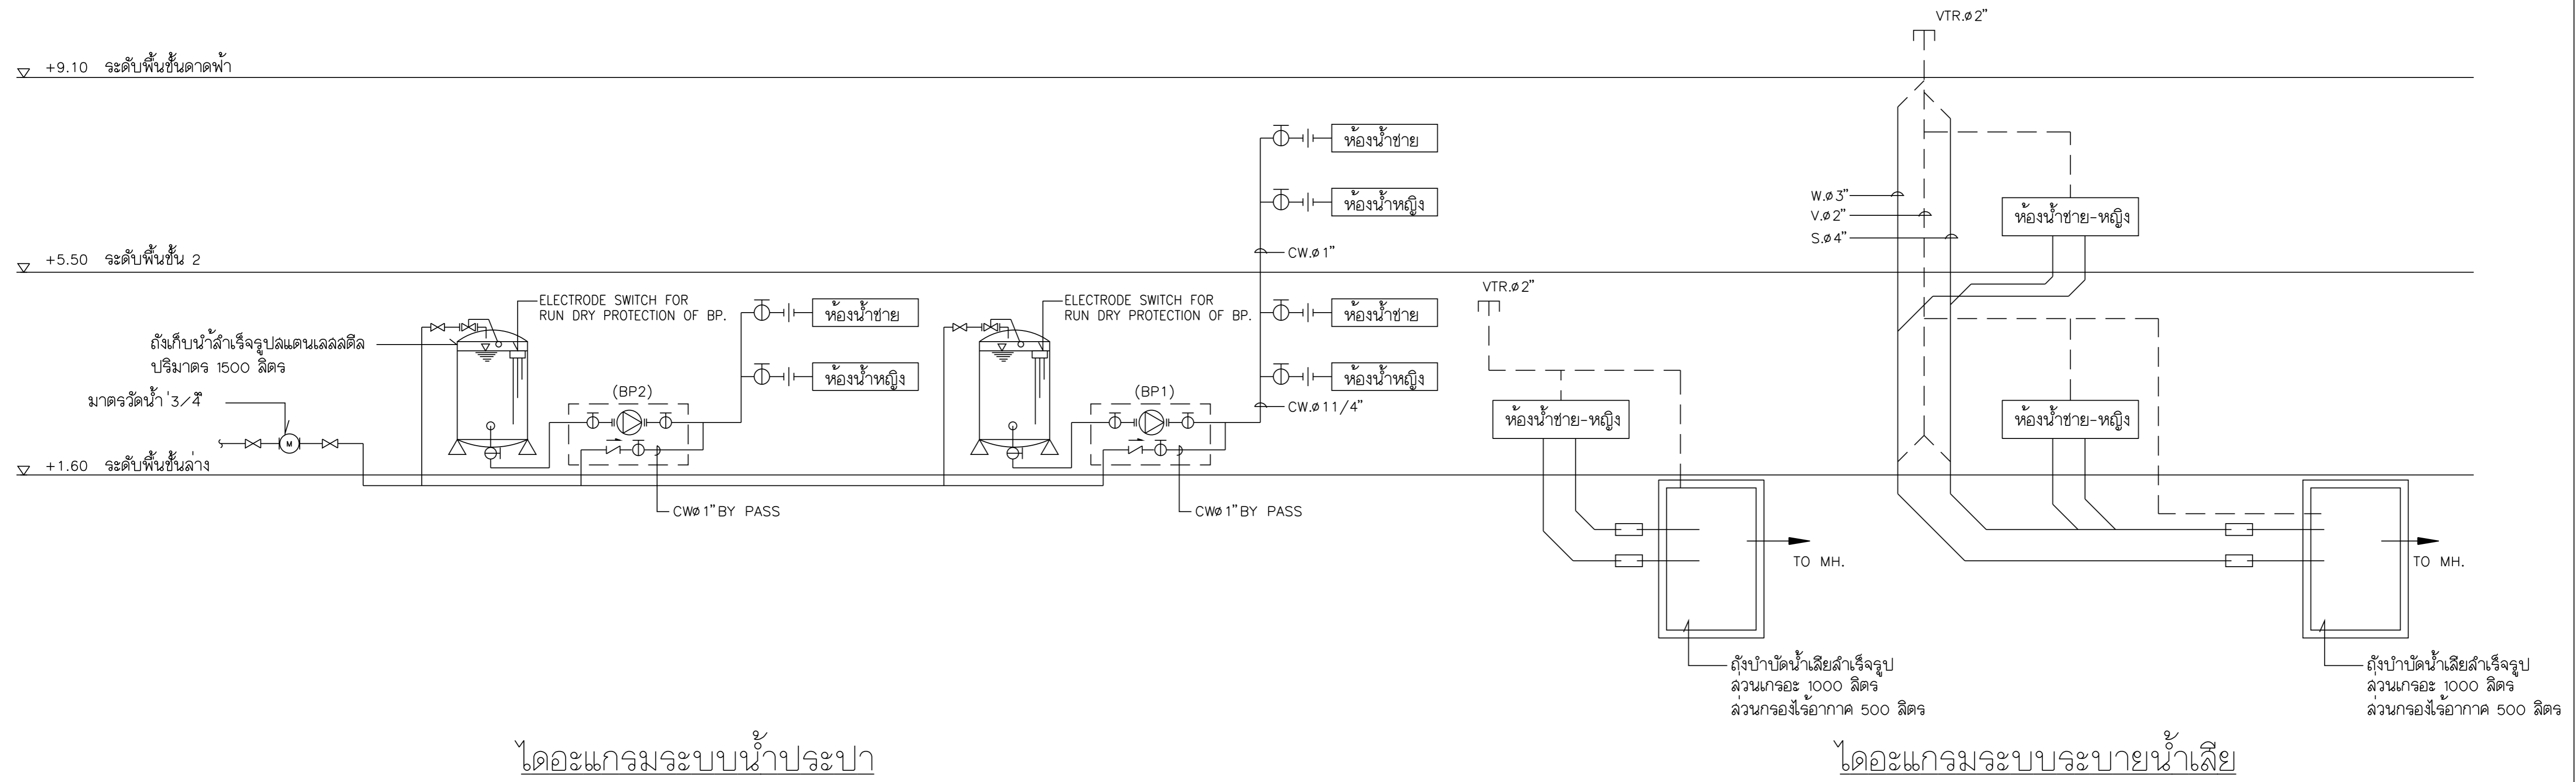 VTR.ø2"
+9.10 ระดับพื้นชั้นดาดฟ้า
ห้องน้ำชาย
ห้องน้ำหญิง
CW.ø1"
W.ø3"
V.ø2"
S.ø4"
ห้องน้ำชาย-หญิง
+5.50 ระดับพื้นชั้น 2
ถังเก็บน้ำสำเร็จรูปสแตนเลสสตีล
ปริมาตร 1500 ลิตร
มาตรวัดน้ำ 3/4"
M
ELECTRODE SWITCH FOR
RUN DRY PROTECTION OF BP.
(BP2)
ห้องน้ำชาย
ห้องน้ำหญิง
CWø1"BY PASS
ELECTRODE SWITCH FOR
RUN DRY PROTECTION OF BP.
(BP1)
ห้องน้ำชาย
ห้องน้ำหญิง
CW.ø11/4"
CWø1"BY PASS
+1.60 ระดับพื้นชั้นล่าง
VTR.ø2"
ห้องน้ำชาย-หญิง
TO MH.
ถังบำบัดน้ำเสียสำเร็จรูป
ส่วนเกรอะ 1000 ลิตร
ส่วนกรองไร้อากาศ 500 ลิตร
ห้องน้ำชาย-หญิง
TO MH.
ถังบำบัดน้ำเสียสำเร็จรูป
ส่วนเกรอะ 1000 ลิตร
ส่วนกรองไร้อากาศ 500 ลิตร
ไดอะแกรมระบบน้ำประปา
ไดอะแกรมระบบระบายน้ำเสีย